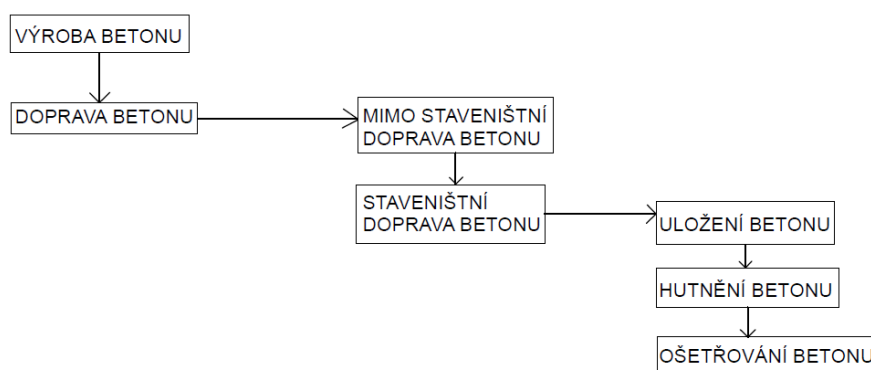 VÝROBA BETONU
DOPRAVA BETONU
MIMO STAVENIŠTNÍ
DOPRAVA BETONU
STAVENIŠTNÍ
DOPRAVA BETONU
ULOŽENÍ BETONU
HUTNĚNÍ BETONU
OŠETŘOVÁNÍ BETONU